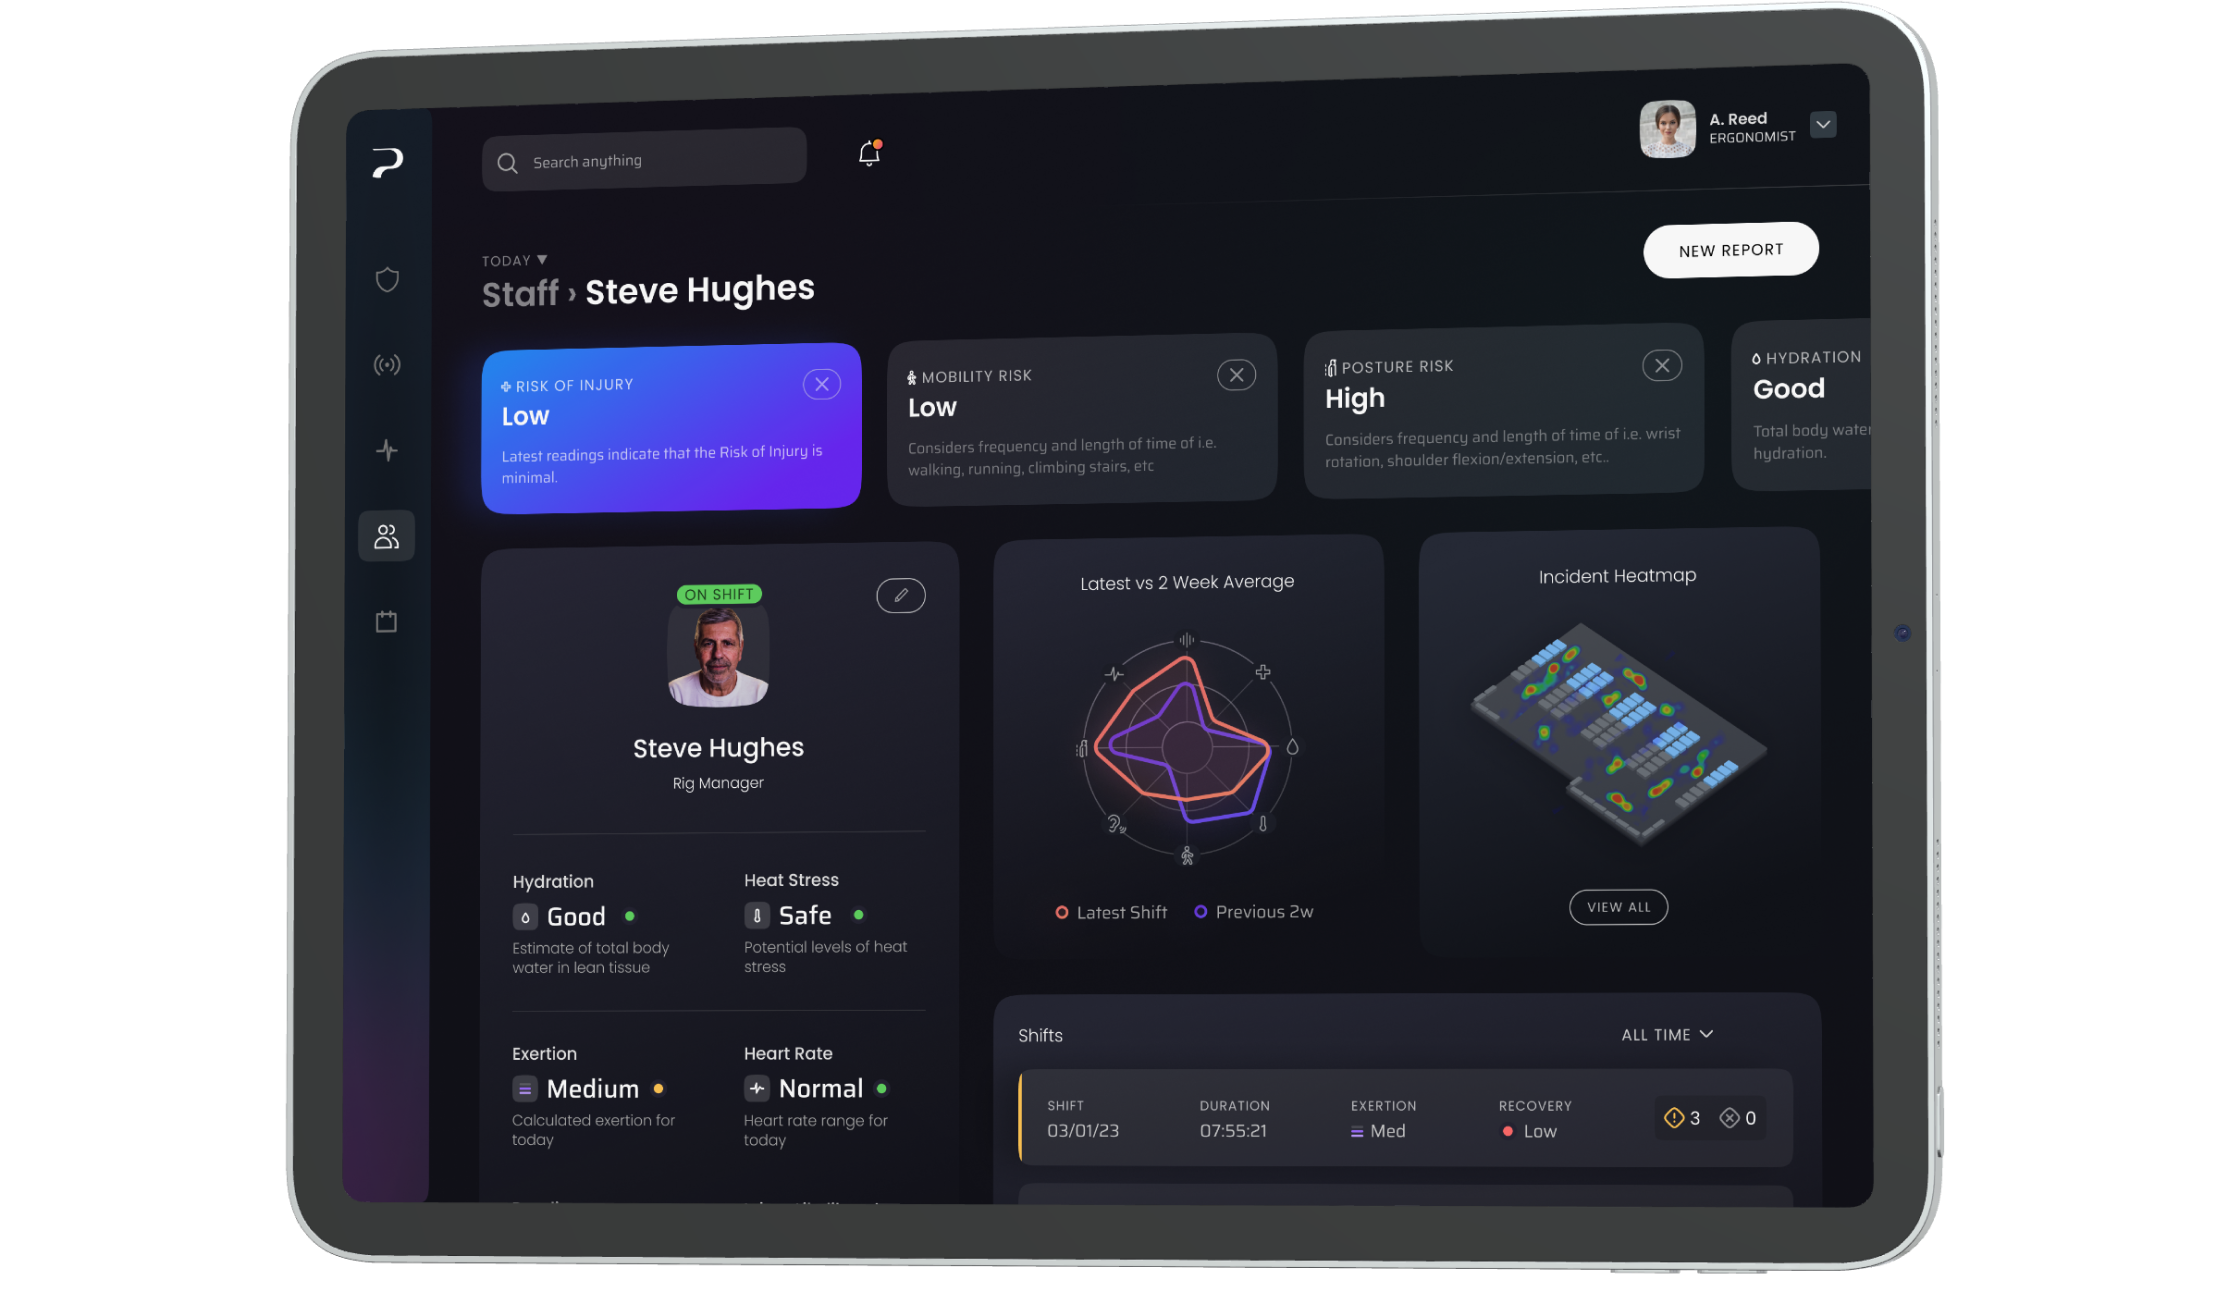 Search anything
A. Reed
ERGONOMIST
TODAY ▼
Staff › Steve Hughes
NEW REPORT
RISK OF INJURY
Low
Latest readings indicate that the Risk of Injury is
minimal.
MOBILITY RISK
Low
Considers frequency and length of time of i.e.
walking, running, climbing stairs, etc
POSTURE RISK
High
Considers frequency and length of time of i.e. wrist
rotation, shoulder flexion/extension, etc..
HYDRATION
Good
Total body water
hydration.
ON SHIFT
Steve Hughes
Rig Manager
Hydration
Good
Estimate of total body
water in lean tissue
Heat Stress
Safe
Potential levels of heat
stress
Exertion
Medium
Calculated exertion for
today
Heart Rate
Normal
Heart rate range for
today
Latest vs 2 Week Average
Latest Shift
Previous 2w
Incident Heatmap
VIEW ALL
Shifts
ALL TIME
SHIFT
03/01/23
DURATION
07:55:21
EXERTION
Med
RECOVERY
Low
3
0